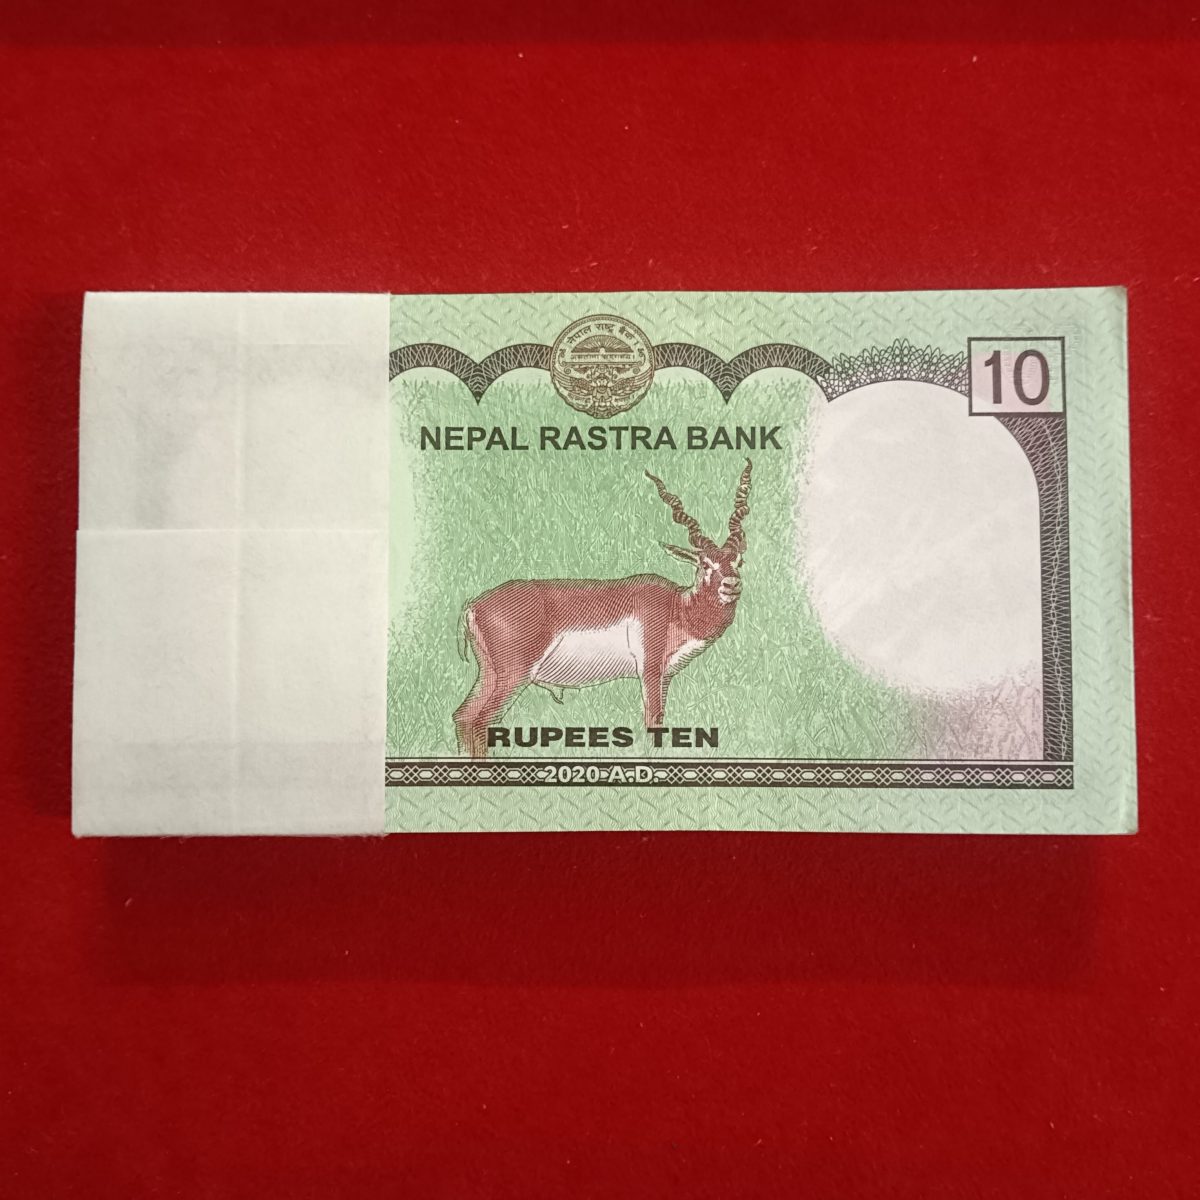 नेपाल राष्ट्र बैंक
10
NEPAL RASTRA BANK
RUPEES TEN
2020 A.D.